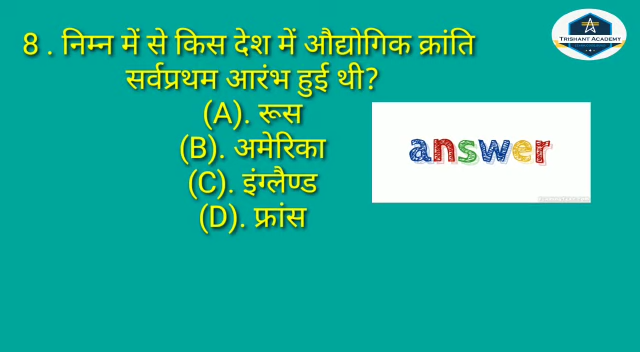 8 . निम्न में से किस देश में औद्योगिक क्रांति
सर्वप्रथम आरंभ हुई थी?
(A). रूस
(B). अमेरिका
(C). इंग्लैण्ड
(D). फ्रांस
answer
TRISHANT ACADEMY